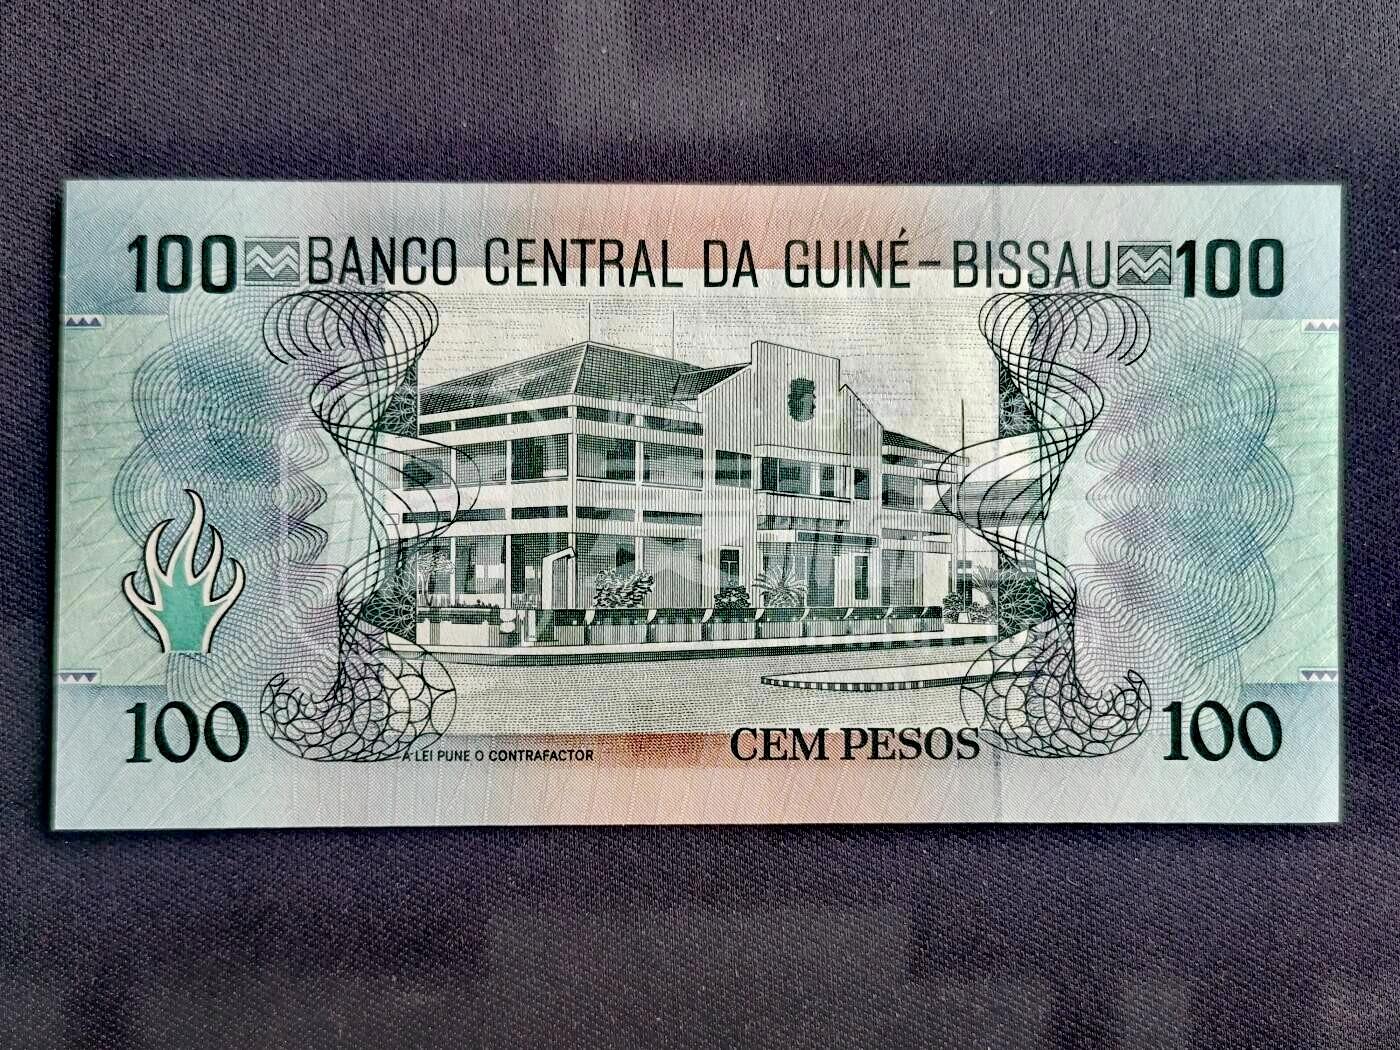 100 BANCO CENTRAL DA GUINÉ-BISSAU 100
100 A LEI PUNE O CONTRAFACTOR CEM PESOS 100